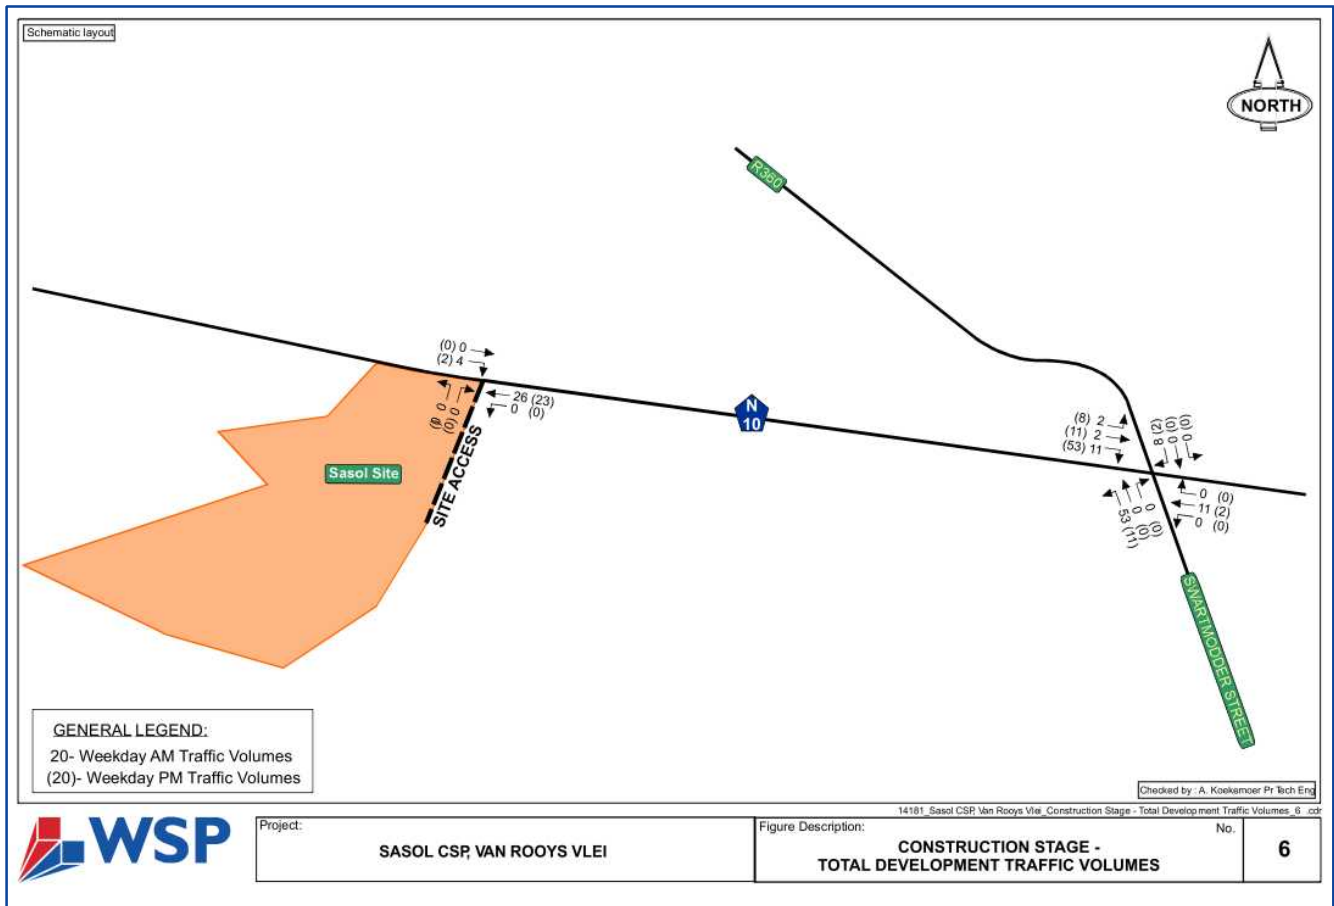 Schematic layout
NORTH
R360
(0) 0
(2) 4
0
(0) 0
26 (23)
0 (0)
SITE ACCESS
Sasol Site
N
10
(8) 2
(11) 2
(53) 11
8 (2)
0 (0)
0 (0)
0 (0)
11 (2)
0 (0)
53 (11)
0 (0)
0 (0)
SWARTMODDER STREET
GENERAL LEGEND:
20- Weekday AM Traffic Volumes
(20)- Weekday PM Traffic Volumes
Checked by : A. Koekemoer Pr Tech Eng
14181_Sasol CSP, Van Rooys Vlei_Construction Stage - Total Development Traffic Volumes_6 .cdr
WSP
Project:
SASOL CSP, VAN ROOYS VLEI
Figure Description:
No.
CONSTRUCTION STAGE -
TOTAL DEVELOPMENT TRAFFIC VOLUMES
6